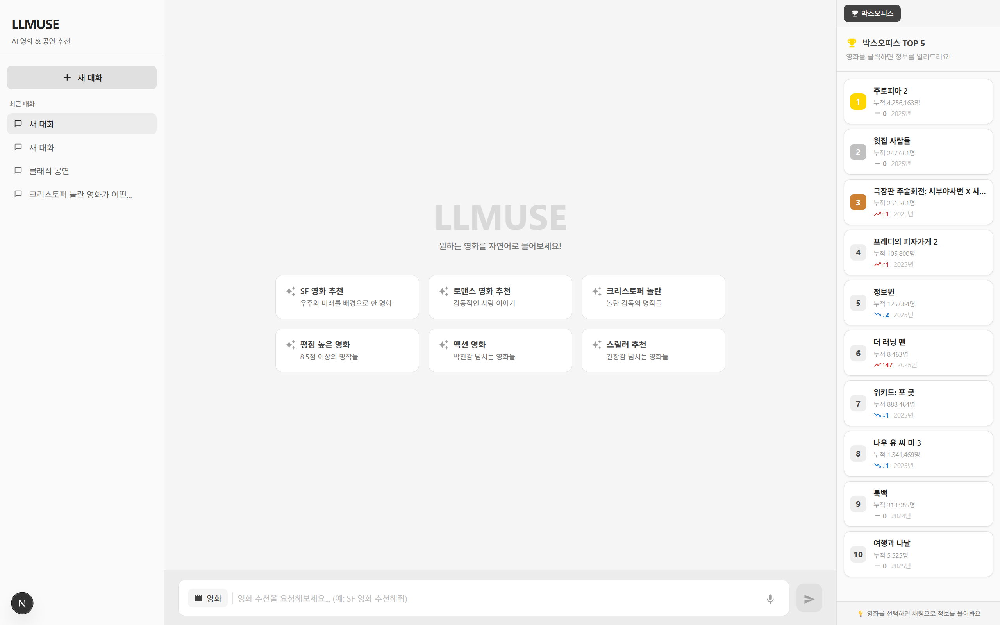 LLMUSE
AI 영화 & 공연 추천
새 대화
최근 대화
새 대화
새 대화
클래식 공연
크리스토퍼 놀란 영화가 어떤...
N
LLMUSE
원하는 영화를 자연어로 물어보세요!
SF 영화 추천
우주와 미래를 배경으로 한 영화
로맨스 영화 추천
감동적인 사랑 이야기
크리스토퍼 놀란
놀란 감독의 명작들
평점 높은 영화
8.5점 이상의 명작들
액션 영화
박진감 넘치는 영화들
스릴러 추천
긴장감 넘치는 영화들
영화
영화 추천을 요청해보세요... (예: SF 영화 추천해줘)
박스오피스
박스오피스 TOP 5
영화를 클릭하면 정보를 알려드려요!
1
주토피아 2
누적 4,256,163명
0 2025년
2
윗집 사람들
누적 247,661명
0 2025년
3
극장판 주술회전: 시부야사변 X 사...
누적 231,561명
↑1 2025년
4
프레디의 피자가게 2
누적 105,800명
↑1 2025년
5
정보원
누적 125,684명
↓2 2025년
6
더 러닝 맨
누적 8,463명
↑47 2025년
7
위키드: 포 굿
누적 888,464명
↓1 2025년
8
나우 유 씨 미 3
누적 1,341,469명
↓1 2025년
9
룩백
누적 313,985명
0 2024년
10
여행과 나날
누적 5,525명
0 2025년
영화를 선택하면 채팅으로 정보를 물어봐요